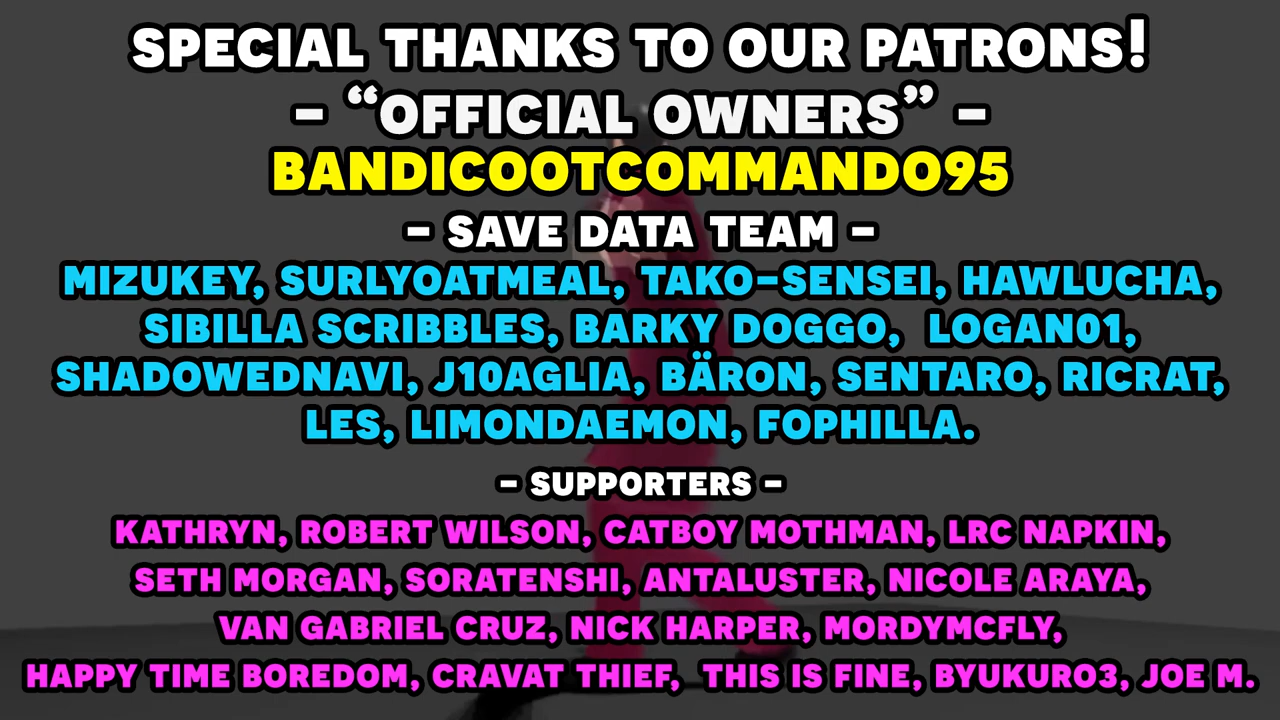 SPECIAL THANKS TO OUR PATRONS!
- “OFFICIAL OWNERS” -
BANDICOOTCOMMANDO95
- SAVE DATA TEAM -
MIZUKEY, SURLYOATMEAL, TAKO-SENSEI, HAWLUCHA,
SIBILLA SCRIBBLES, BARKY DOGGO, LOGAN01,
SHADOWEDNAVI, J10AGLIA, BÄRON, SENTARO, RICRAT,
LES, LIMONDAEMON, FOPHILLA.
- SUPPORTERS -
KATHRYN, ROBERT WILSON, CATBOY MOTHMAN, LRC NAPKIN,
SETH MORGAN, SORATENSHI, ANTALUSTER, NICOLE ARAYA,
VAN GABRIEL CRUZ, NICK HARPER, MORDYMCFLY,
HAPPY TIME BOREDOM, CRAVAT THIEF, THIS IS FINE, BYUKURO3, JOE M.